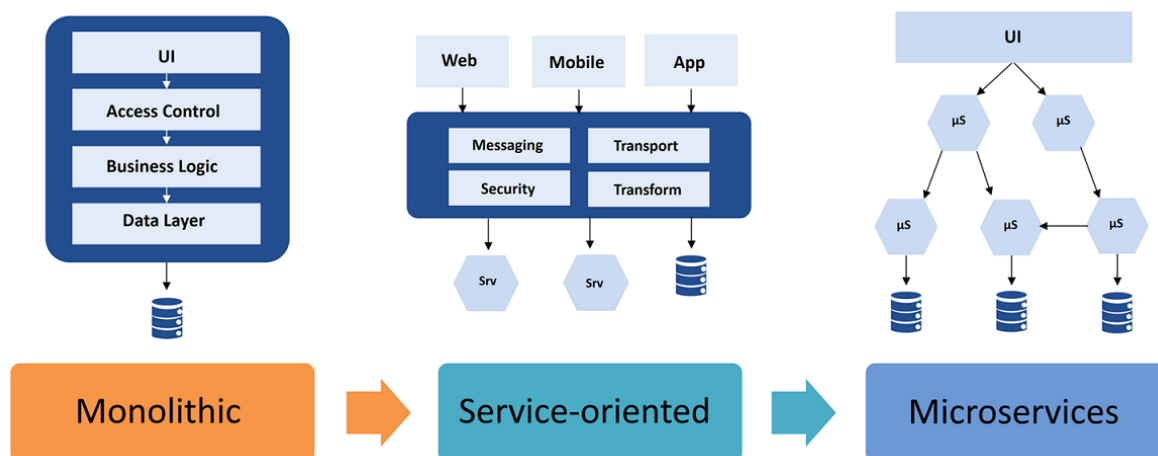 UI
Access Control
Business Logic
Data Layer
Web
Mobile
App
Messaging
Transport
Security
Transform
Srv
Srv
UI
µS
µS
µS
µS
µS
Monolithic
Service-oriented
Microservices